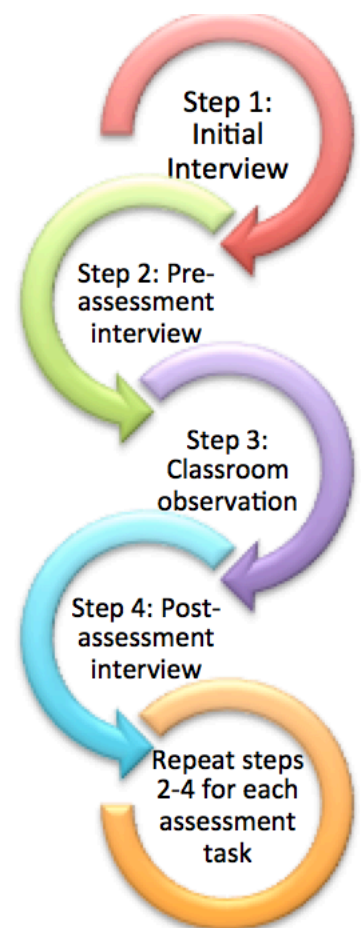 Step 1:
Initial
Interview
Step 2: Pre-
assessment
interview
Step 3:
Classroom
observation
Step 4: Post-
assessment
interview
Repeat steps
2-4 for each
assessment
task